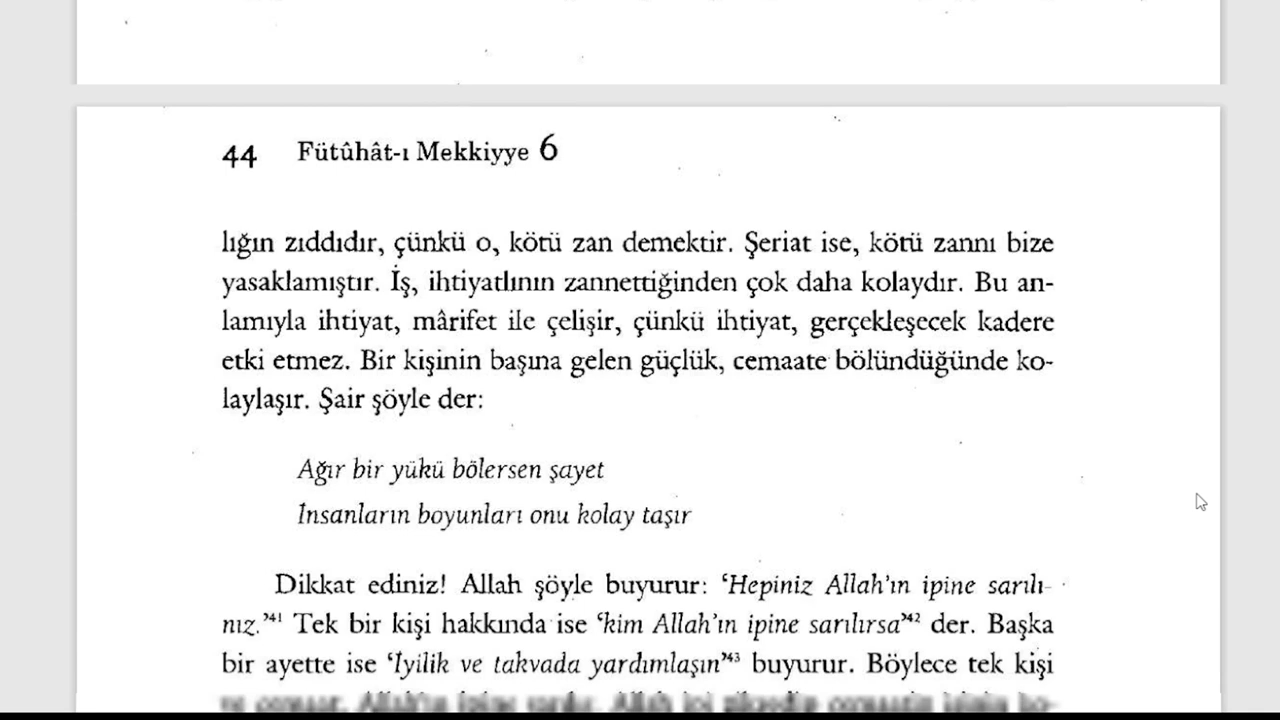 44 Fütûhât-ı Mekkiyye 6
lığın zıddıdır, çünkü o, kötü zan demektir. Şeriat ise, kötü zannı bize
yasaklamıştır. İş, ihtiyatlının zannettiğinden çok daha kolaydır. Bu an-
lamıyla ihtiyat, mârifet ile çelişir, çünkü ihtiyat, gerçekleşecek kadere
etki etmez. Bir kişinin başına gelen güçlük, cemaate bölündüğünde ko-
laylaşır. Şair şöyle der:
Ağır bir yükü bölersen şayet
İnsanların boyunları onu kolay taşır
Dikkat ediniz! Allah şöyle buyurur: ‘Hepiniz Allah’ın ipine sarılı-
nız.’⁴¹ Tek bir kişi hakkında ise ‘kim Allah’ın ipine sarılırsa’⁴² der. Başka
bir ayette ise ‘İyilik ve takvada yardımlaşın’⁴³ buyurur. Böylece tek kişi